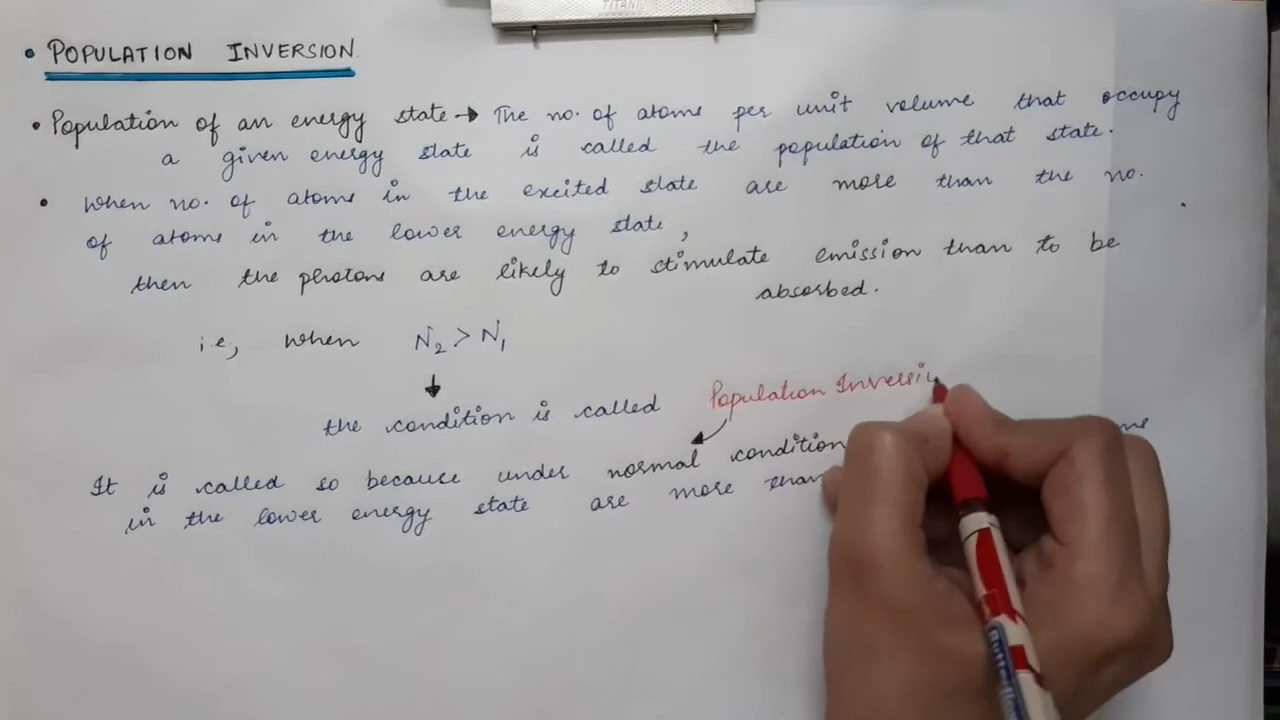 TITANIC
• POPULATION INVERSION
• Population of an energy state → The no. of atoms per unit volume that occupy
a given energy state is called the population of that state.
• When no. of atoms in the excited state are more than the no.
of atoms in the lower energy state,
then the photons are likely to stimulate emission than to be
absorbed.
i.e, when N₂ > N₁
↓
the condition is called Population Inversi
It is called so because under normal condition
in the lower energy state are more than